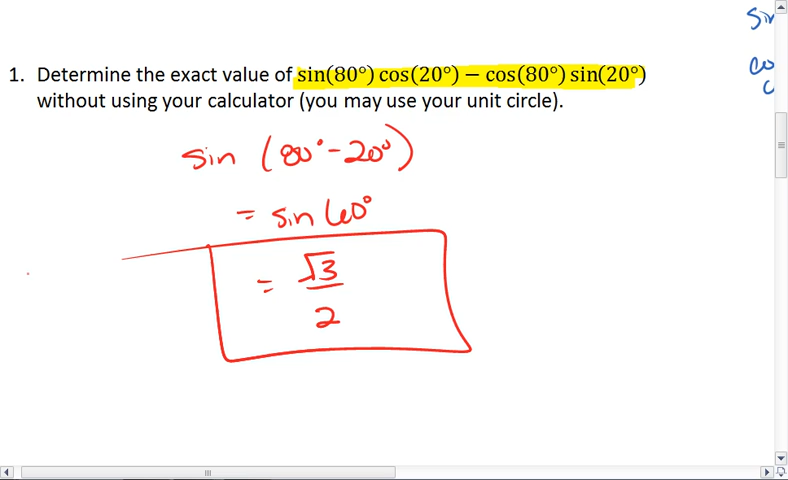 Sin
1. Determine the exact value of sin(80°) cos(20°) − cos(80°) sin(20°)
without using your calculator (you may use your unit circle).
sin (80° - 20°)
= sin 60°
= √3
2